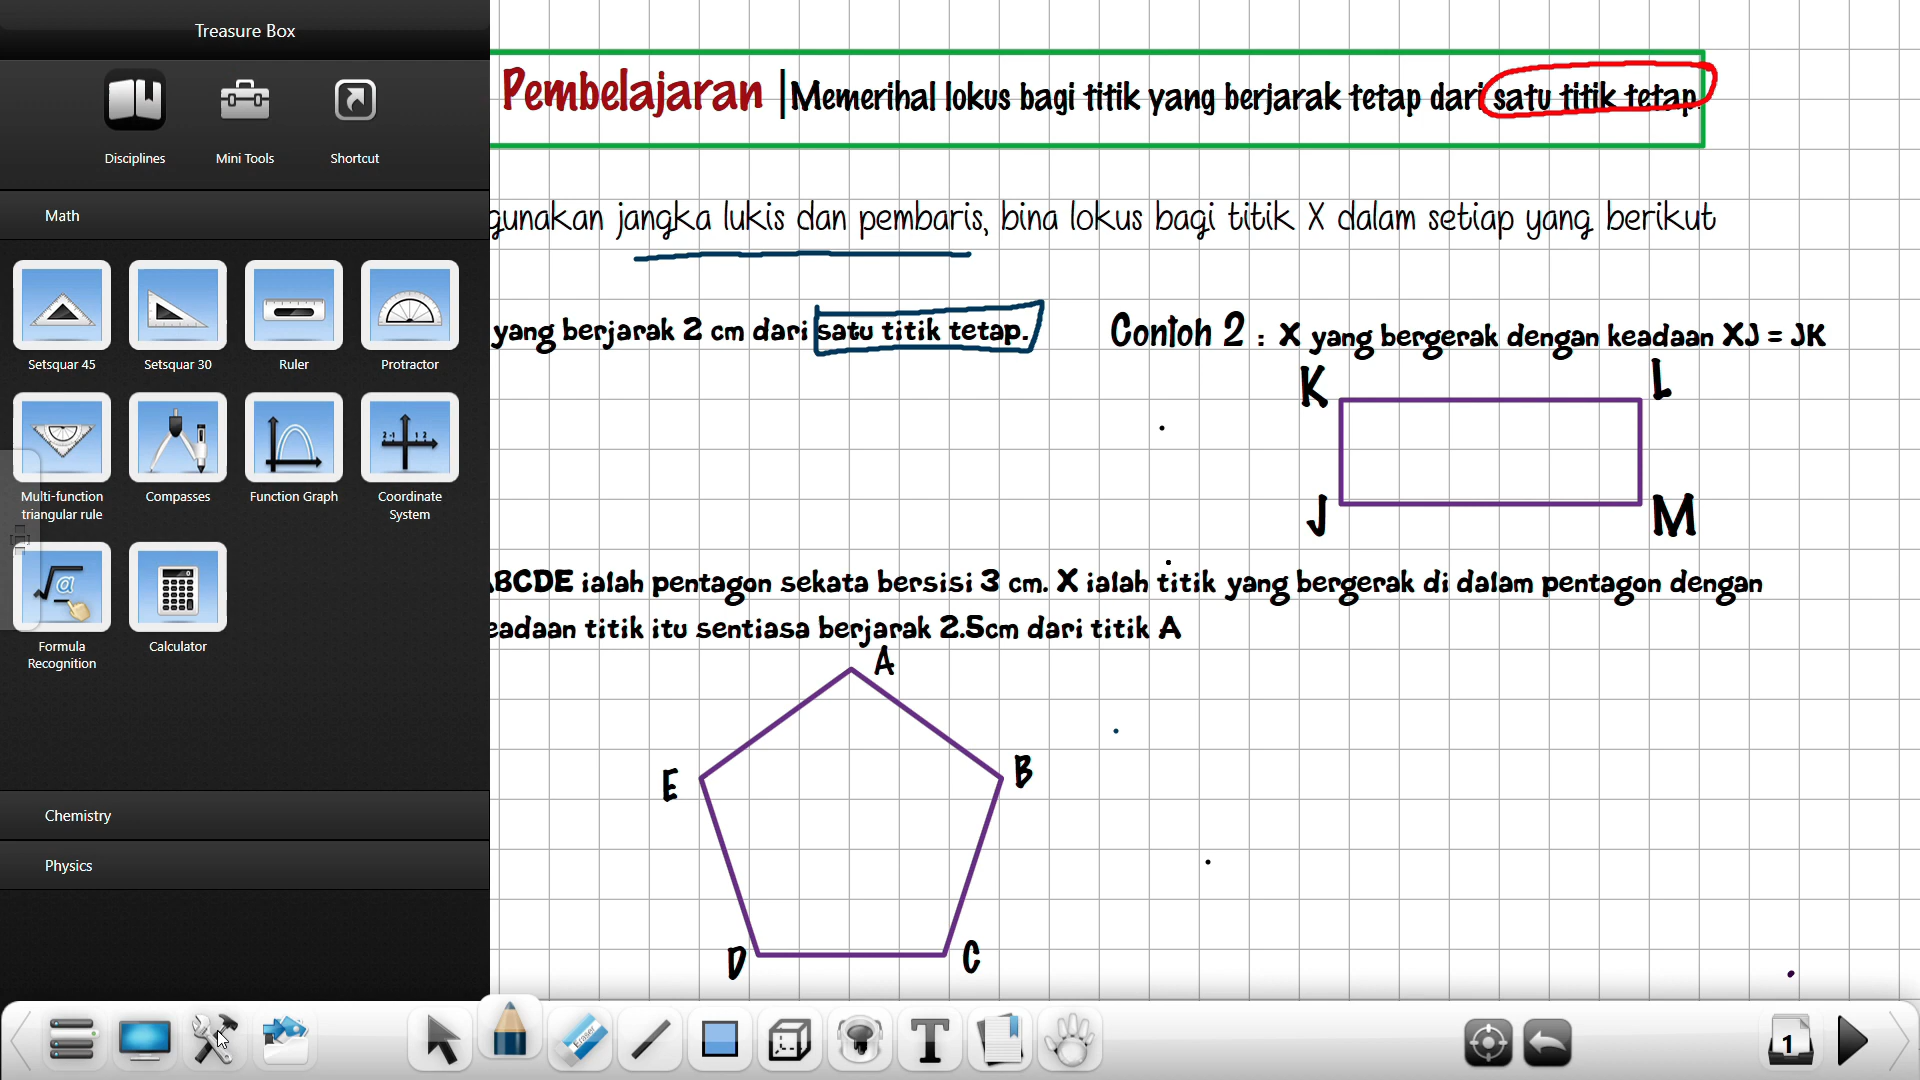 Treasure Box
Disciplines
Mini Tools
Shortcut
Math
Setsquar 45
Setsquar 30
Ruler
Protractor
Multi-function
triangular rule
Compasses
Function Graph
Coordinate
System
Formula
Recognition
Calculator
Chemistry
Physics
Pembelajaran | Memerihal lokus bagi titik yang berjarak tetap dari satu titik tetap.
gunakan jangka lukis dan pembaris, bina lokus bagi titik X dalam setiap yang berikut
yang berjarak 2 cm dari satu titik tetap.
Contoh 2 : X yang bergerak dengan keadaan XJ = JK
K
L
J
M
ABCDE ialah pentagon sekata bersisi 3 cm. X ialah titik yang bergerak di dalam pentagon dengan
eadaan titik itu sentiasa berjarak 2.5cm dari titik A
A
B
E
D
C
Eraser
T
1